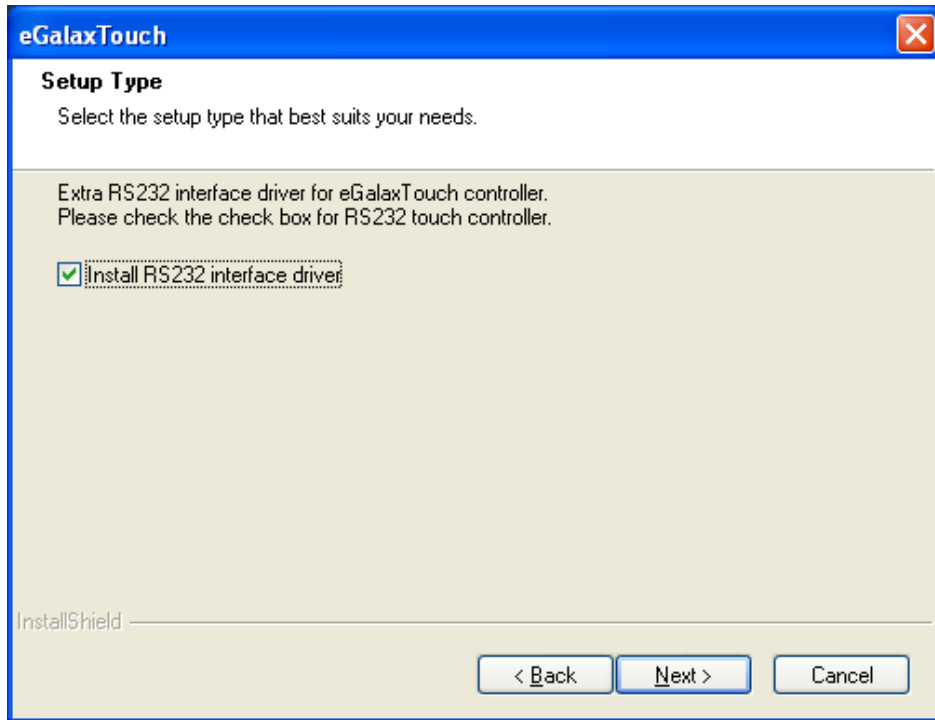 eGalaxTouch
Setup Type
Select the setup type that best suits your needs.
Extra RS232 interface driver for eGalaxTouch controller.
Please check the check box for RS232 touch controller.
Install RS232 interface driver
InstallShield
< Back Next > Cancel